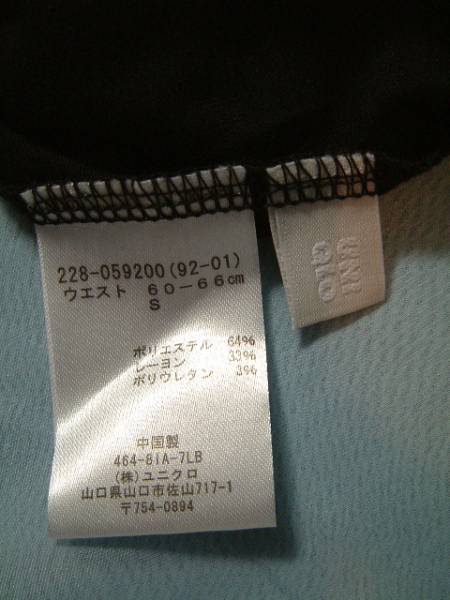 228-059200(92-01)
ウエスト 60-66cm
S
ポリエステル 64%
レーヨン 33%
ポリウレタン 3%
中国製
464-81A-7LB
(株)ユニクロ
山口県山口市佐山717-1
〒754-0894
UNI
QLO